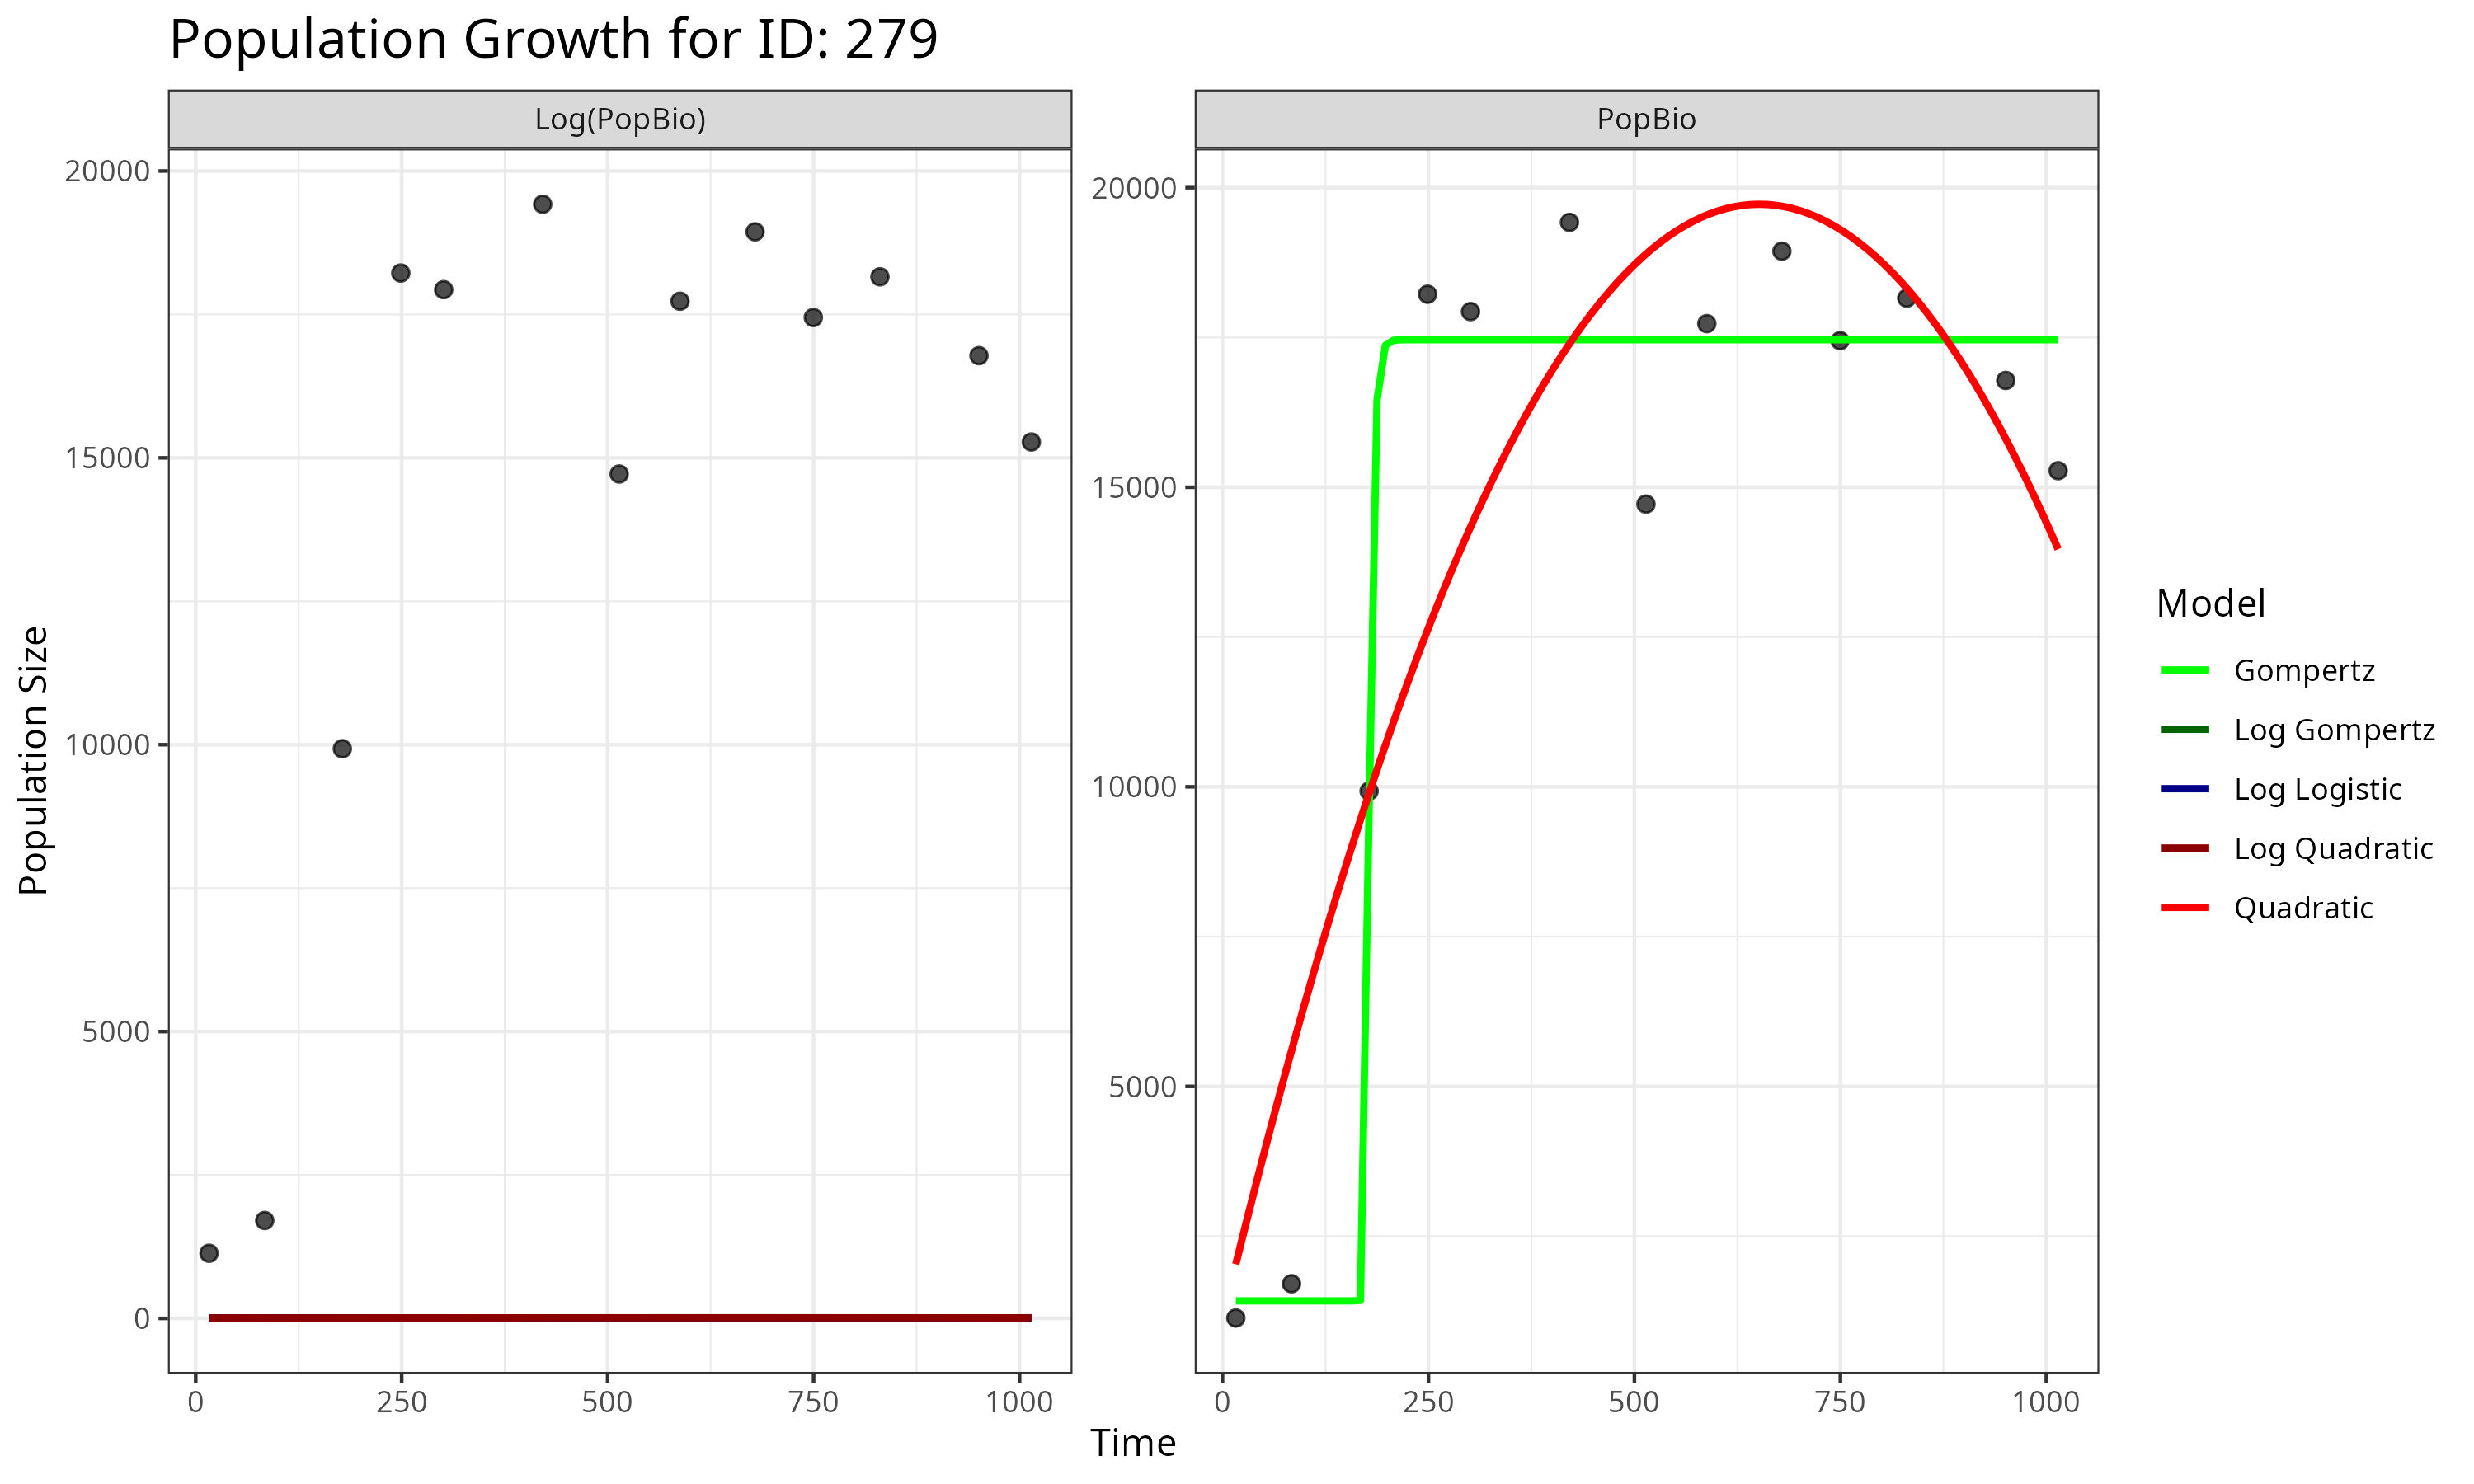 Population Growth for ID: 279
Log(PopBio)
PopBio
Population Size
20000
15000
10000
5000
0
0 250 500 750 1000
20000
15000
10000
5000
0 250 500 750 1000
Time
Model
Gompertz
Log Gompertz
Log Logistic
Log Quadratic
Quadratic